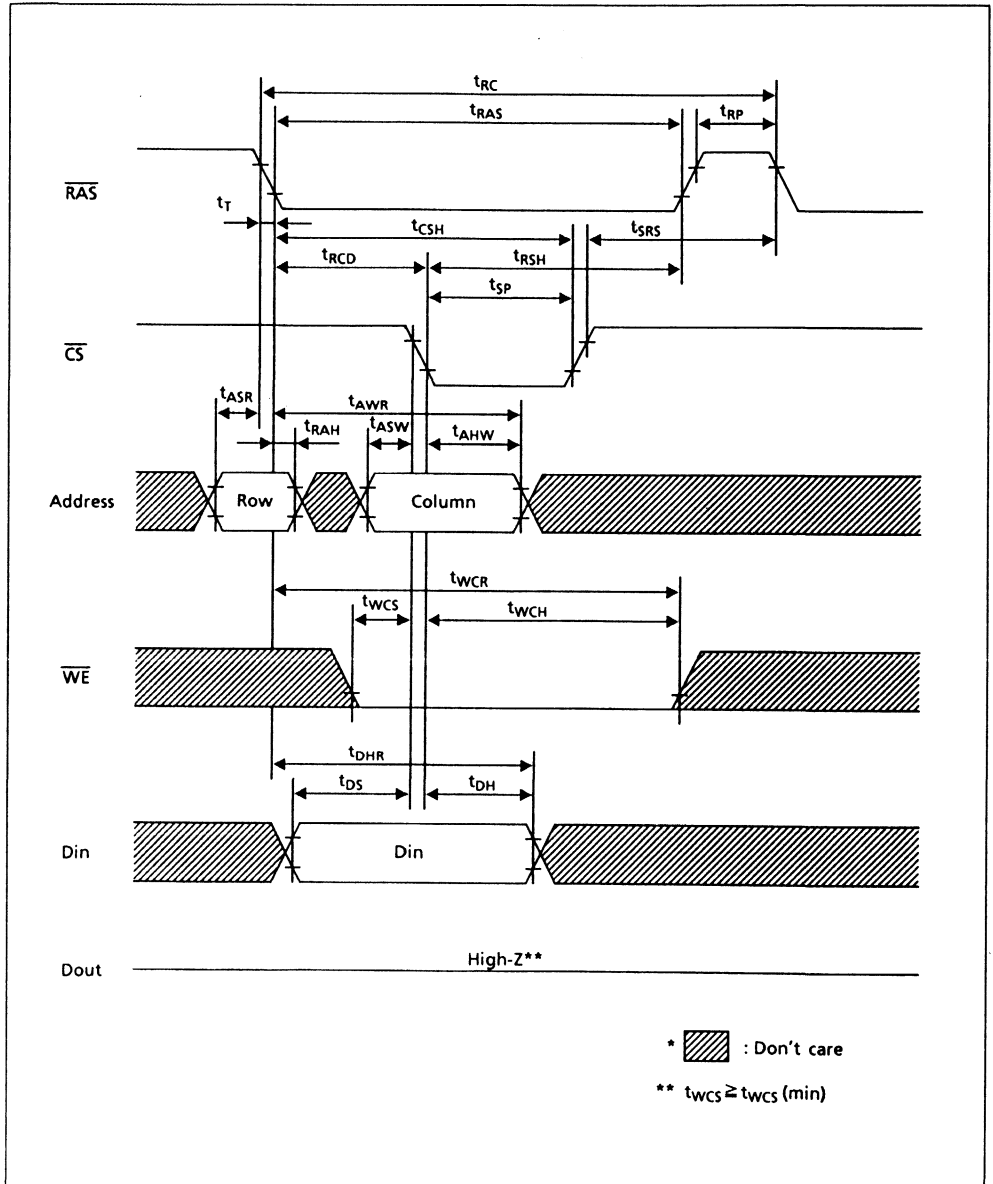 tRC
tRAS
tRP
RAS
tT
tCSH
tSRS
tRCD
tRSH
tSP
CS
tASR
tAWR
tRAH
tASW
tAHW
Address
Row
Column
tWCR
tWCS
tWCH
WE
tDHR
tDS
tDH
Din
Din
High-Z**
Dout
* : Don't care
** tWCS ≧ tWCS (min)